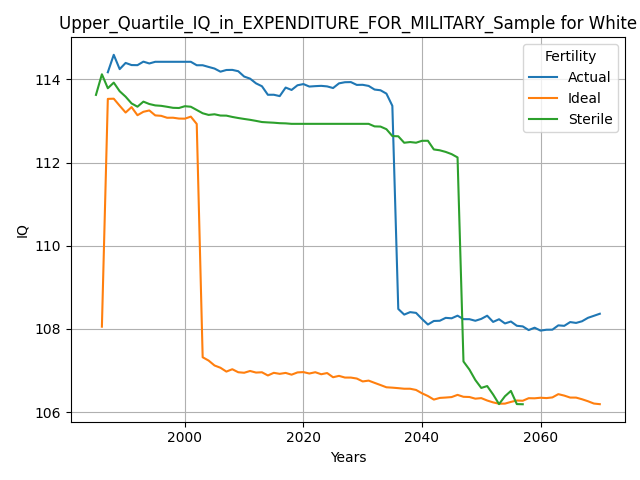 Upper_Quartile_IQ_in_EXPENDITURE_FOR_MILITARY_Sample for White
Fertility
Actual
Ideal
Sterile
IQ
114
112
110
108
106
2000
2020
2040
2060
Years